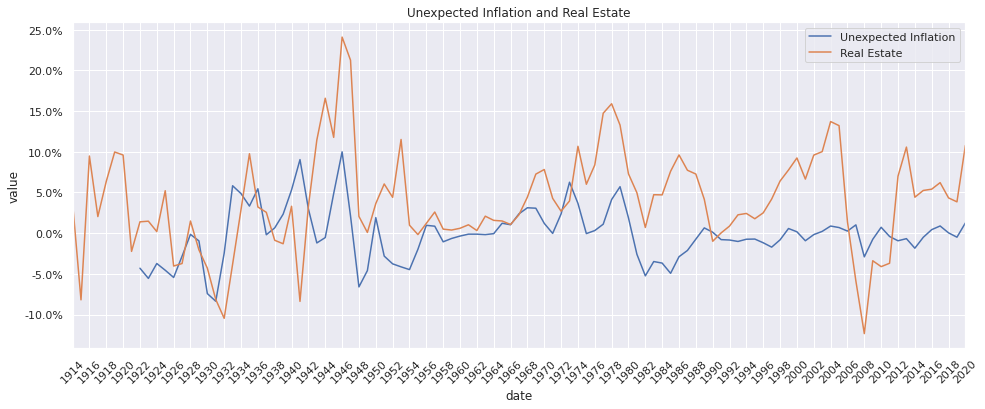 Unexpected Inflation and Real Estate
Unexpected Inflation
Real Estate
value
25.0%
20.0%
15.0%
10.0%
5.0%
0.0%
-5.0%
-10.0%
1914 1916 1918 1920 1922 1924 1926 1928 1930 1932 1934 1936 1938 1940 1942 1944 1946 1948 1950 1952 1954 1956 1958 1960 1962 1964 1966 1968 1970 1972 1974 1976 1978 1980 1982 1984 1986 1988 1990 1992 1994 1996 1998 2000 2002 2004 2006 2008 2010 2012 2014 2016 2018 2020
date